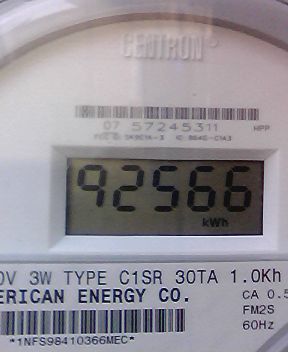 CENTRON®
07 57245311 HPP
92566
kWh
0V 3W TYPE C1SR 30TA 1.0Kh
ERICAN ENERGY CO. CA 0.5
FM2S
60Hz
*1NFS98410366MEC*